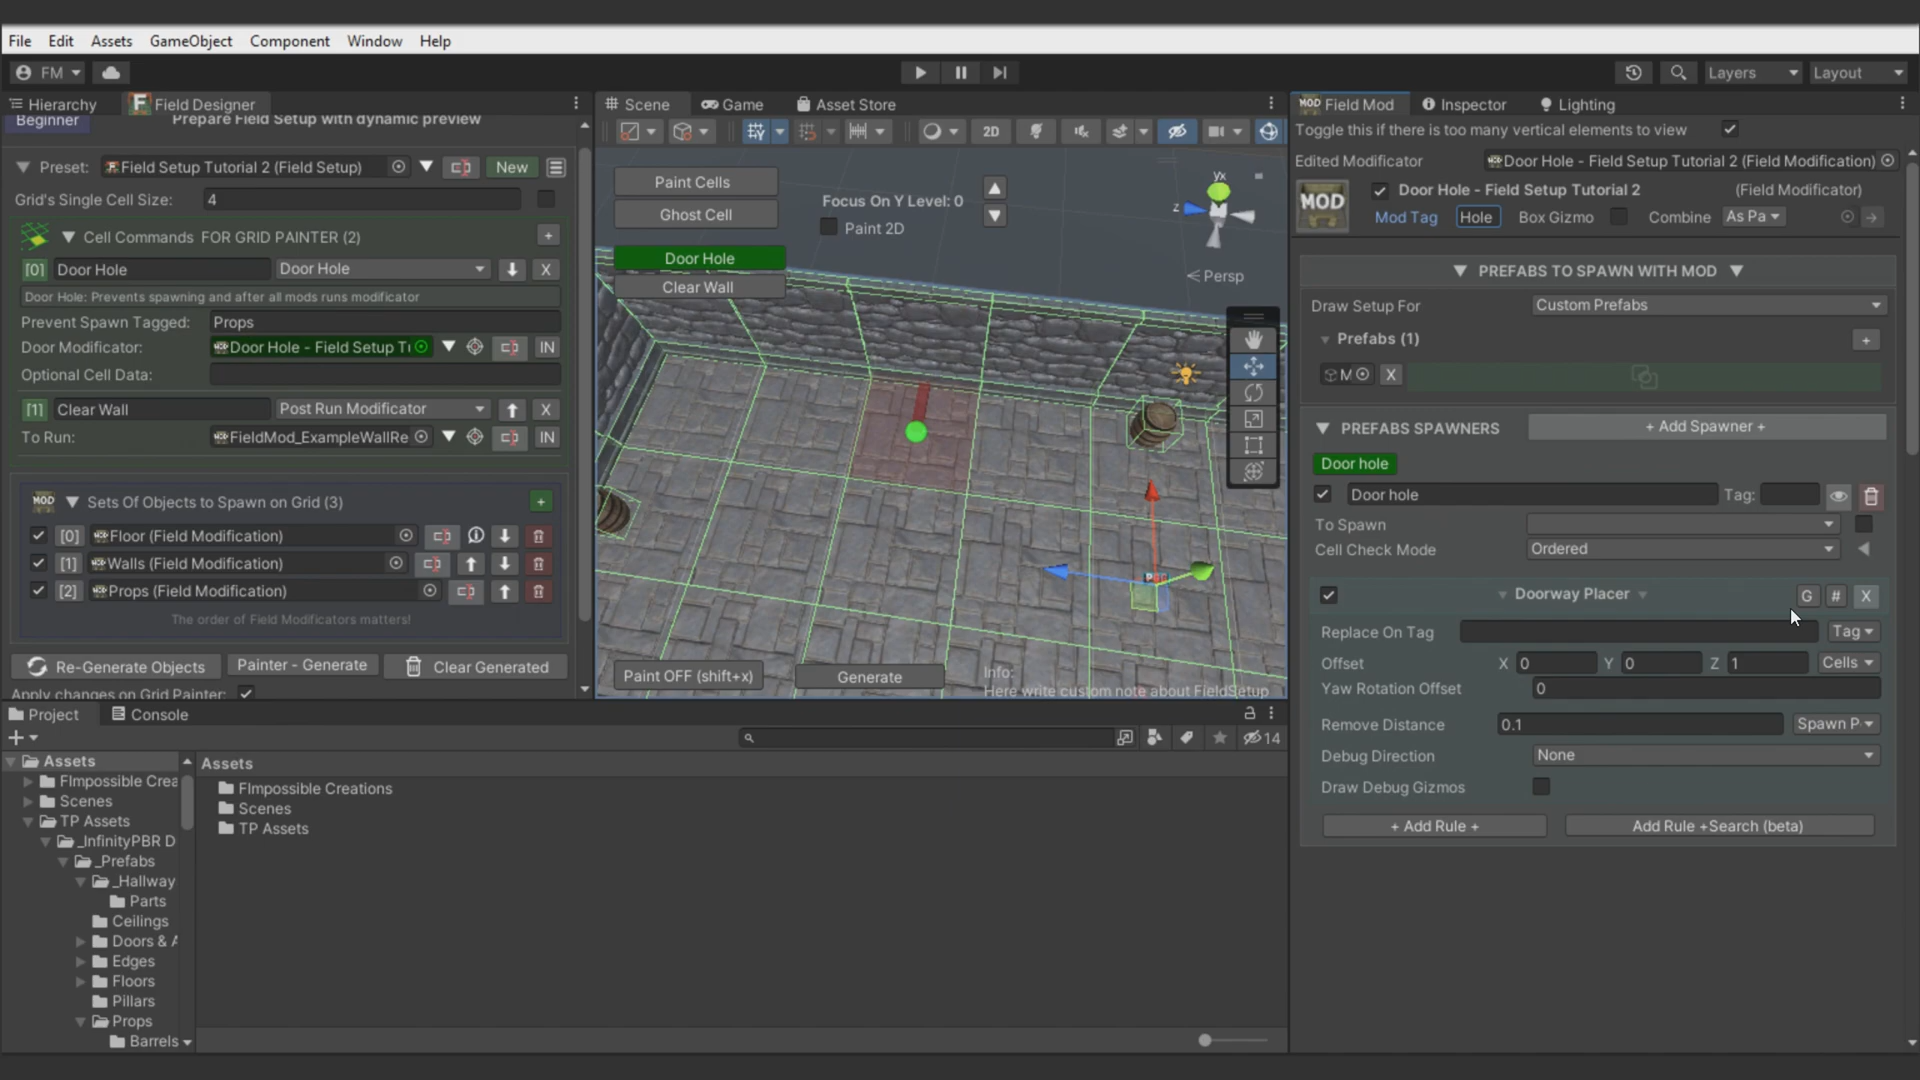 File Edit Assets GameObject Component Window Help
FM
Layers Layout
Hierarchy Field Designer
Beginner Prepare Field Setup with dynamic preview
Preset: Field Setup Tutorial 2 (Field Setup) New
Grid's Single Cell Size: 4
Cell Commands FOR GRID PAINTER (2) +
[0] Door Hole Door Hole X
Door Hole: Prevents spawning and after all mods runs modificator
Prevent Spawn Tagged: Props
Door Modificator: Door Hole - Field Setup Tu IN
Optional Cell Data:
[1] Clear Wall Post Run Modificator X
To Run: FieldMod_ExampleWallRe IN
MOD Sets Of Objects to Spawn on Grid (3) +
[0] Floor (Field Modification)
[1] Walls (Field Modification)
[2] Props (Field Modification)
The order of Field Modificators matters!
Re-Generate Objects Painter - Generate Clear Generated
Apply changes on Grid Painter:
Scene Game Asset Store
2D
Paint Cells
Ghost Cell
Focus On Y Level: 0
Paint 2D
Door Hole
Clear Wall
yx
z
Persp
Paint OFF (shift+x) Generate
Info:
Here write custom note about FieldSetup
MOD Field Mod Inspector Lighting
Toggle this if there is too many vertical elements to view
Edited Modificator Door Hole - Field Setup Tutorial 2 (Field Modification)
MOD Door Hole - Field Setup Tutorial 2 (Field Modificator)
Mod Tag Hole Box Gizmo Combine As Pa
PREFABS TO SPAWN WITH MOD
Draw Setup For Custom Prefabs
Prefabs (1) +
M X
PREFABS SPAWNERS + Add Spawner +
Door hole
Door hole Tag:
To Spawn
Cell Check Mode Ordered
Doorway Placer G # X
Replace On Tag Tag
Offset X 0 Y 0 Z 1 Cells
Yaw Rotation Offset 0
Remove Distance 0.1 Spawn P
Debug Direction None
Draw Debug Gizmos
+ Add Rule + Add Rule +Search (beta)
Project Console
+ 14
Assets
FImpossible Crea
Scenes
TP Assets
_InfinityPBR D
_Prefabs
_Hallway
Parts
Ceilings
Doors & A
Edges
Floors
Pillars
Props
Barrels
Assets
FImpossible Creations
Scenes
TP Assets